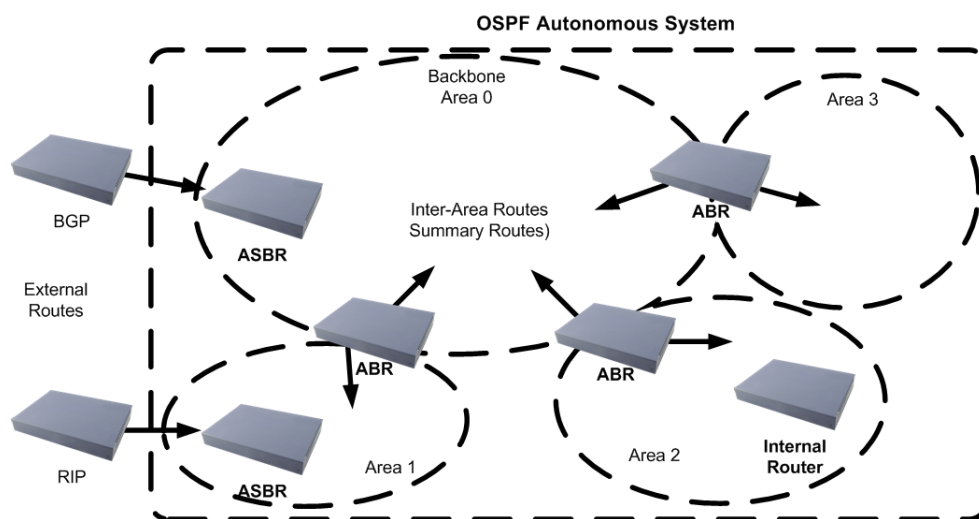 OSPF Autonomous System
Backbone
Area 0
Area 3
BGP
ASBR
Inter-Area Routes
Summary Routes)
ABR
External
Routes
ABR
ABR
RIP
ASBR
Area 1
Area 2
Internal
Router